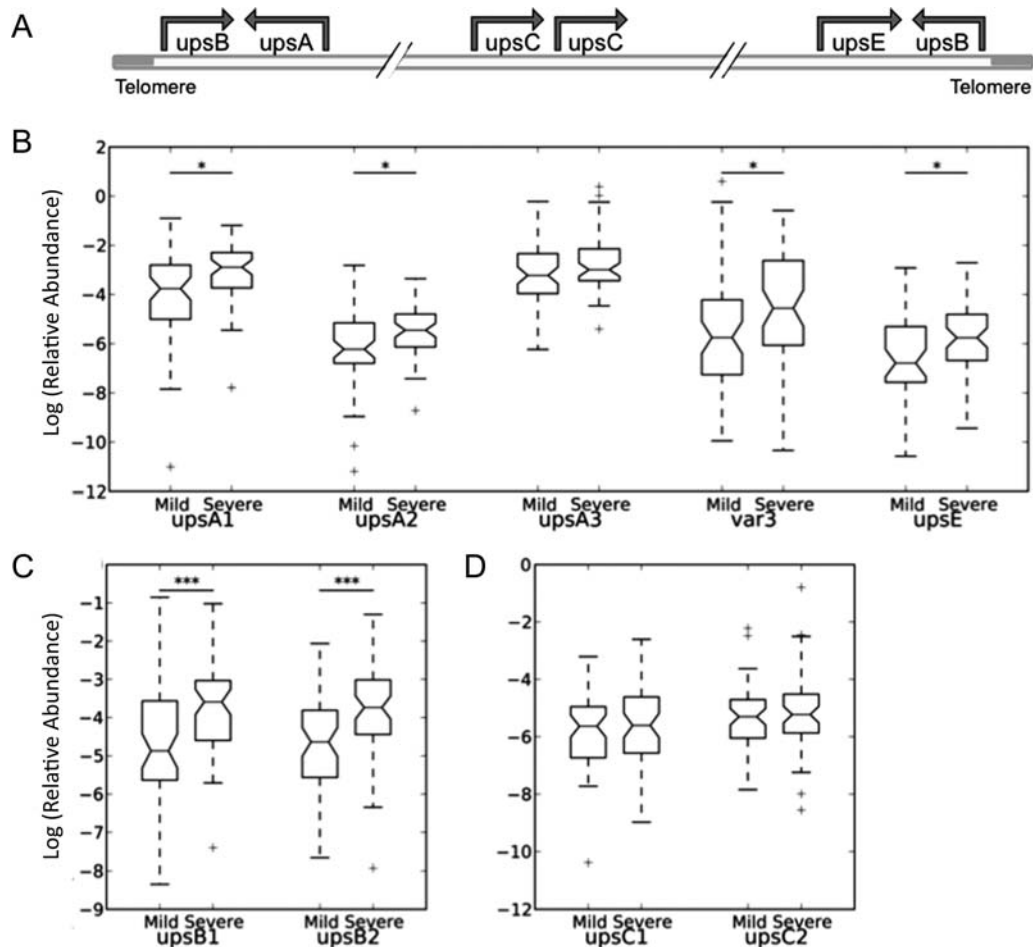 A
upsB upsA upsC upsC upsE upsB
Telomere Telomere
B
Log (Relative Abundance)
2
0
−2
−4
−6
−8
−10
−12
* * * *
Mild Severe Mild Severe Mild Severe Mild Severe Mild Severe
upsA1 upsA2 upsA3 var3 upsE
C
Log (Relative Abundance)
−1
−2
−3
−4
−5
−6
−7
−8
−9
*** ***
Mild Severe Mild Severe
upsB1 upsB2
D
0
−2
−4
−6
−8
−10
−12
Mild Severe Mild Severe
upsC1 upsC2